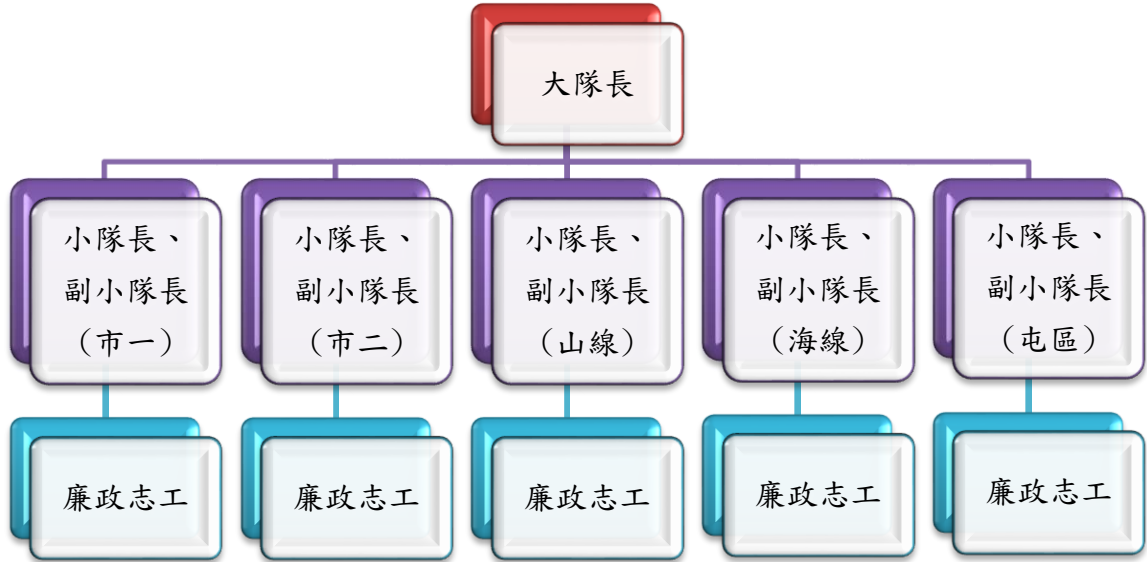 大隊長
小隊長、
副小隊長
（市一）
小隊長、
副小隊長
（市二）
小隊長、
副小隊長
（山線）
小隊長、
副小隊長
（海線）
小隊長、
副小隊長
（屯區）
廉政志工
廉政志工
廉政志工
廉政志工
廉政志工